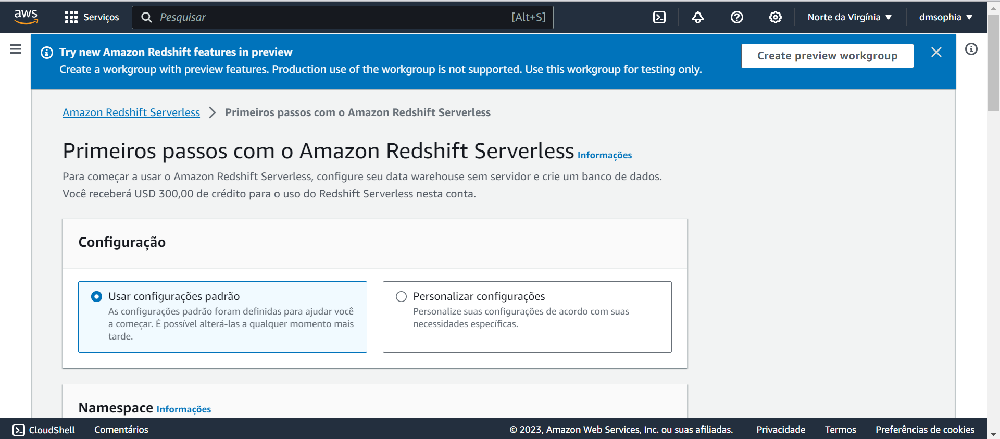 aws
Serviços
Pesquisar
[Alt+S]
Norte da Virgínia
dmsophia
Try new Amazon Redshift features in preview
Create a workgroup with preview features. Production use of the workgroup is not supported. Use this workgroup for testing only.
Create preview workgroup
Amazon Redshift Serverless
Primeiros passos com o Amazon Redshift Serverless
Primeiros passos com o Amazon Redshift Serverless Informações
Para começar a usar o Amazon Redshift Serverless, configure seu data warehouse sem servidor e crie um banco de dados.
Você receberá USD 300,00 de crédito para o uso do Redshift Serverless nesta conta.
Configuração
Usar configurações padrão
As configurações padrão foram definidas para ajudar você
a começar. É possível alterá-las a qualquer momento mais
tarde.
Personalizar configurações
Personalize suas configurações de acordo com suas
necessidades específicas.
Namespace Informações
CloudShell
Comentários
© 2023, Amazon Web Services, Inc. ou suas afiliadas.
Privacidade
Termos
Preferências de cookies